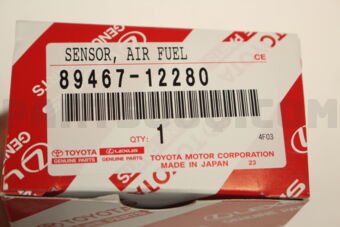 SENSOR, AIR FUEL
CE
89467-12280
QTY:
1
4F03
TOYOTA
GENUINE PARTS
LEXUS
GENUINE PARTS
TOYOTA MOTOR CORPORATION
MADE IN JAPAN 23